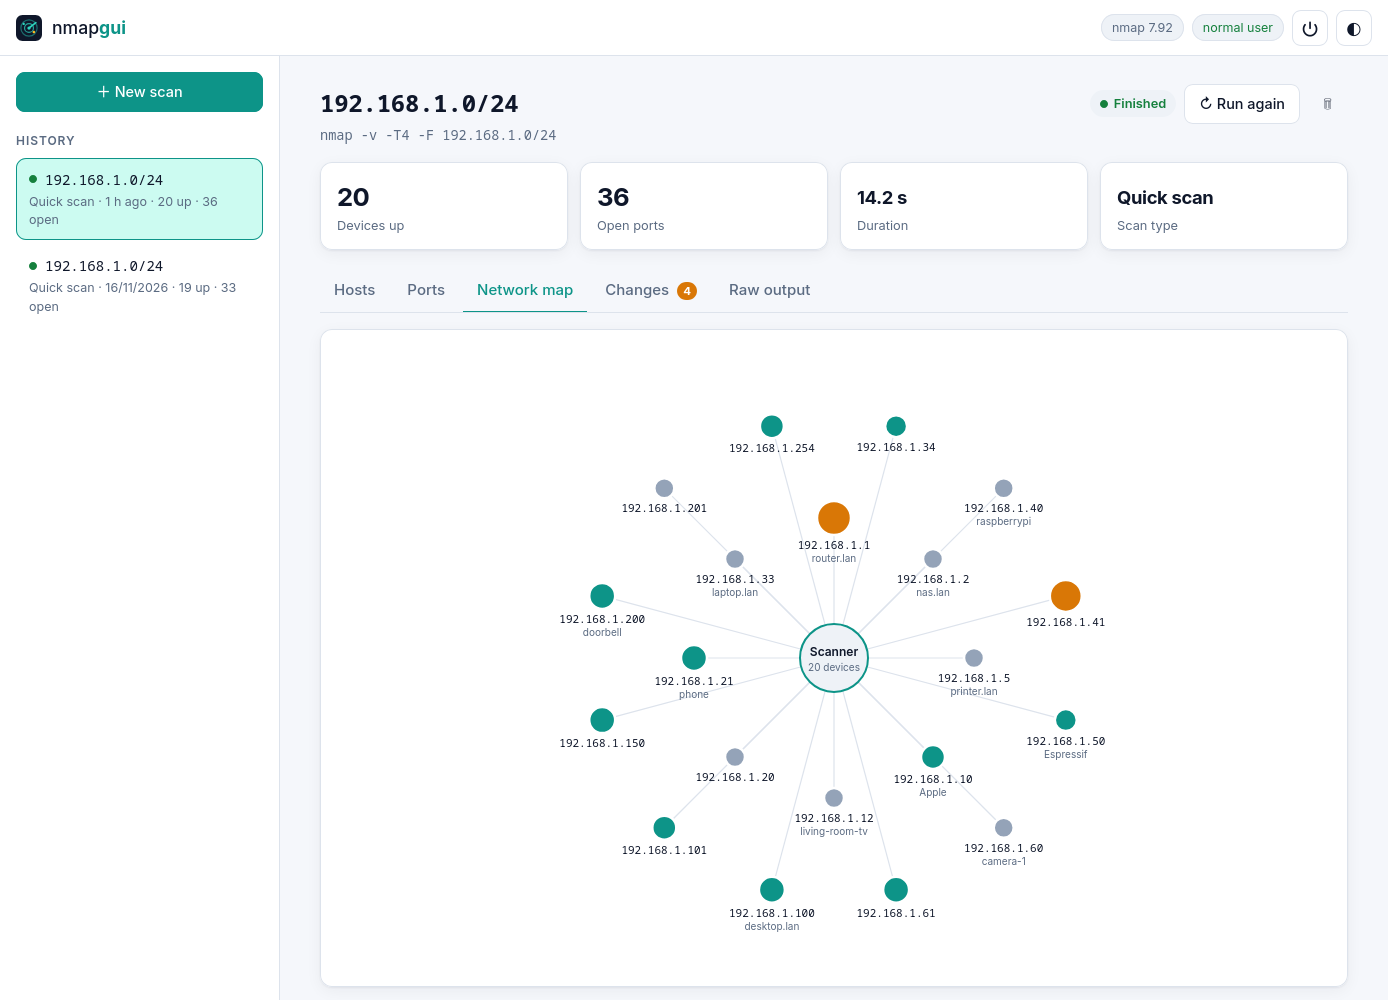 nmapgui
nmap 7.92
normal user
+ New scan
HISTORY
192.168.1.0/24
Quick scan · 1 h ago · 20 up · 36
open
192.168.1.0/24
Quick scan · 16/11/2026 · 19 up · 33
open
192.168.1.0/24
nmap -v -T4 -F 192.168.1.0/24
Finished
↻ Run again
20
Devices up
36
Open ports
14.2 s
Duration
Quick scan
Scan type
Hosts
Ports
Network map
Changes 4
Raw output
192.168.1.254
192.168.1.34
192.168.1.201
192.168.1.40
raspberrypi
192.168.1.1
router.lan
192.168.1.33
laptop.lan
192.168.1.2
nas.lan
192.168.1.200
doorbell
192.168.1.41
Scanner
20 devices
192.168.1.21
phone
192.168.1.5
printer.lan
192.168.1.150
192.168.1.50
Espressif
192.168.1.20
192.168.1.10
Apple
192.168.1.12
living-room-tv
192.168.1.101
192.168.1.60
camera-1
192.168.1.100
desktop.lan
192.168.1.61